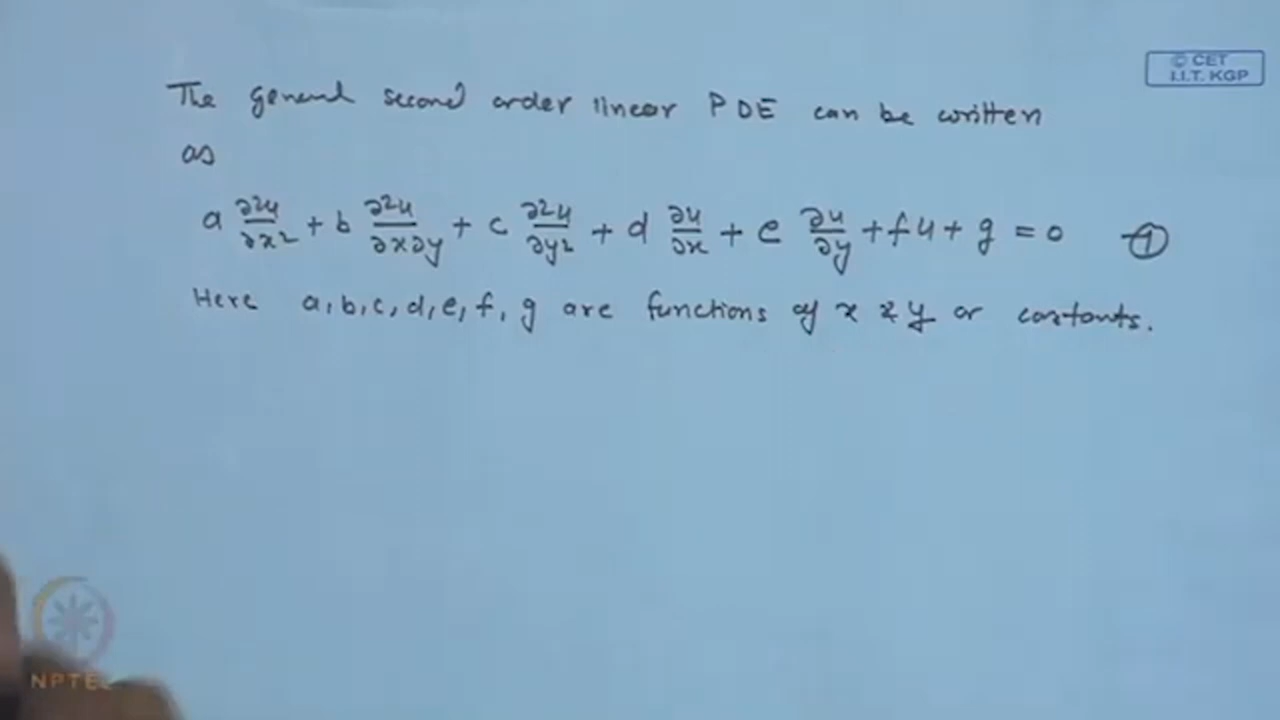 © CET
I.I.T. KGP
The general second order linear PDE can be written
as
a ∂²u/∂x² + b ∂²u/∂x∂y + c ∂²u/∂y² + d ∂u/∂x + e ∂u/∂y + fu + g = 0 —①
Here a, b, c, d, e, f, g are functions of x & y or constants.
NPTEL